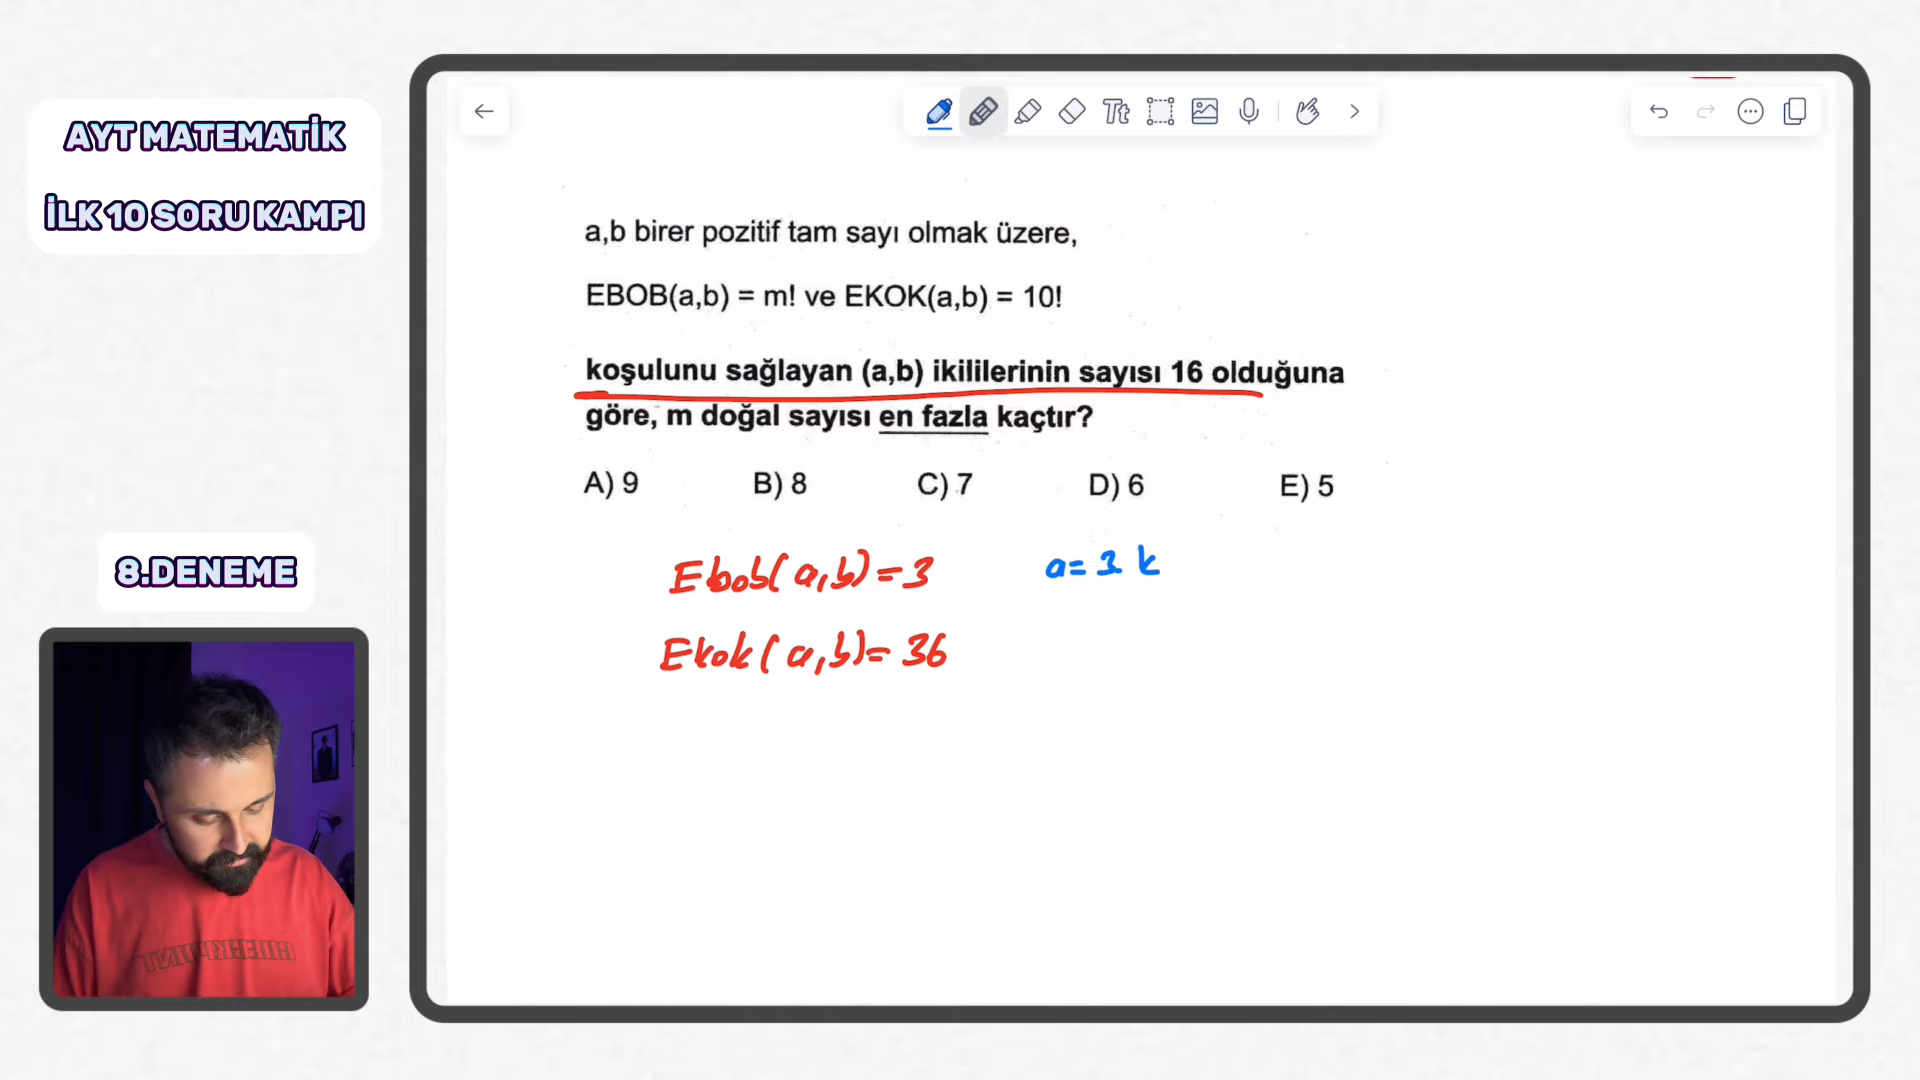 AYT MATEMATİK
İLK 10 SORU KAMPI
8.DENEME
Tt
a,b birer pozitif tam sayı olmak üzere,
EBOB(a,b) = m! ve EKOK(a,b) = 10!
koşulunu sağlayan (a,b) ikililerinin sayısı 16 olduğuna
göre, m doğal sayısı en fazla kaçtır?
A) 9 B) 8 C) 7 D) 6 E) 5
Ebob(a,b)=3 a=3 k
Ekok(a,b)=36